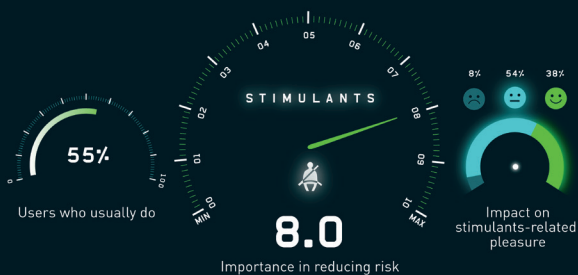 STIMULANTS
55%
0
100
Users who usually do
00
01
02
03
04
05
06
07
08
09
10
MIN
MAX
8.0
Importance in reducing risk
8% 54% 38%
Impact on
stimulants-related
pleasure